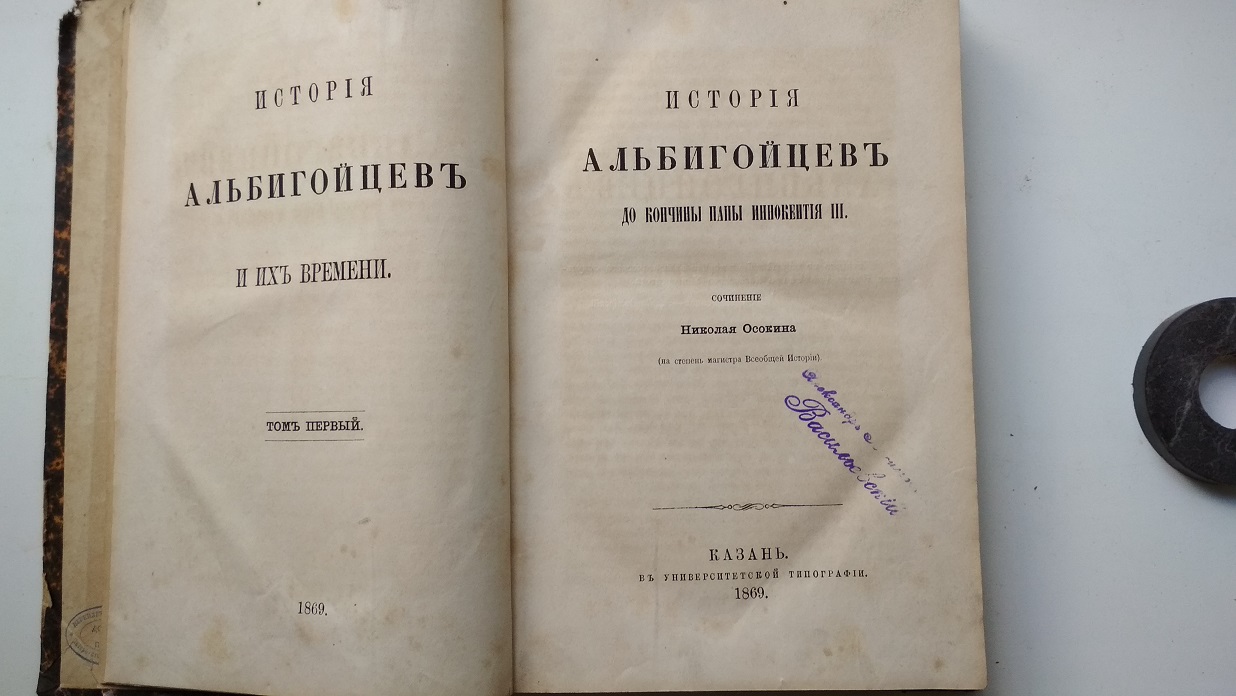 ИСТОРІЯ
АЛЬБИГОЙЦЕВЪ
И ИХЪ ВРЕМЕНИ.
ТОМЪ ПЕРВЫЙ.
1869.
ИСТОРІЯ
АЛЬБИГОЙЦЕВЪ
ДО КОНЧИНЫ ПАПЫ ИННОКЕНТІЯ III.
СОЧИНЕНІЕ
Николая Осокина
(на степень магистра Всеобщей Исторіи).
Василевскій
КАЗАНЬ.
ВЪ УНИВЕРСИТЕТСКОЙ ТИПОГРАФІИ.
1869.